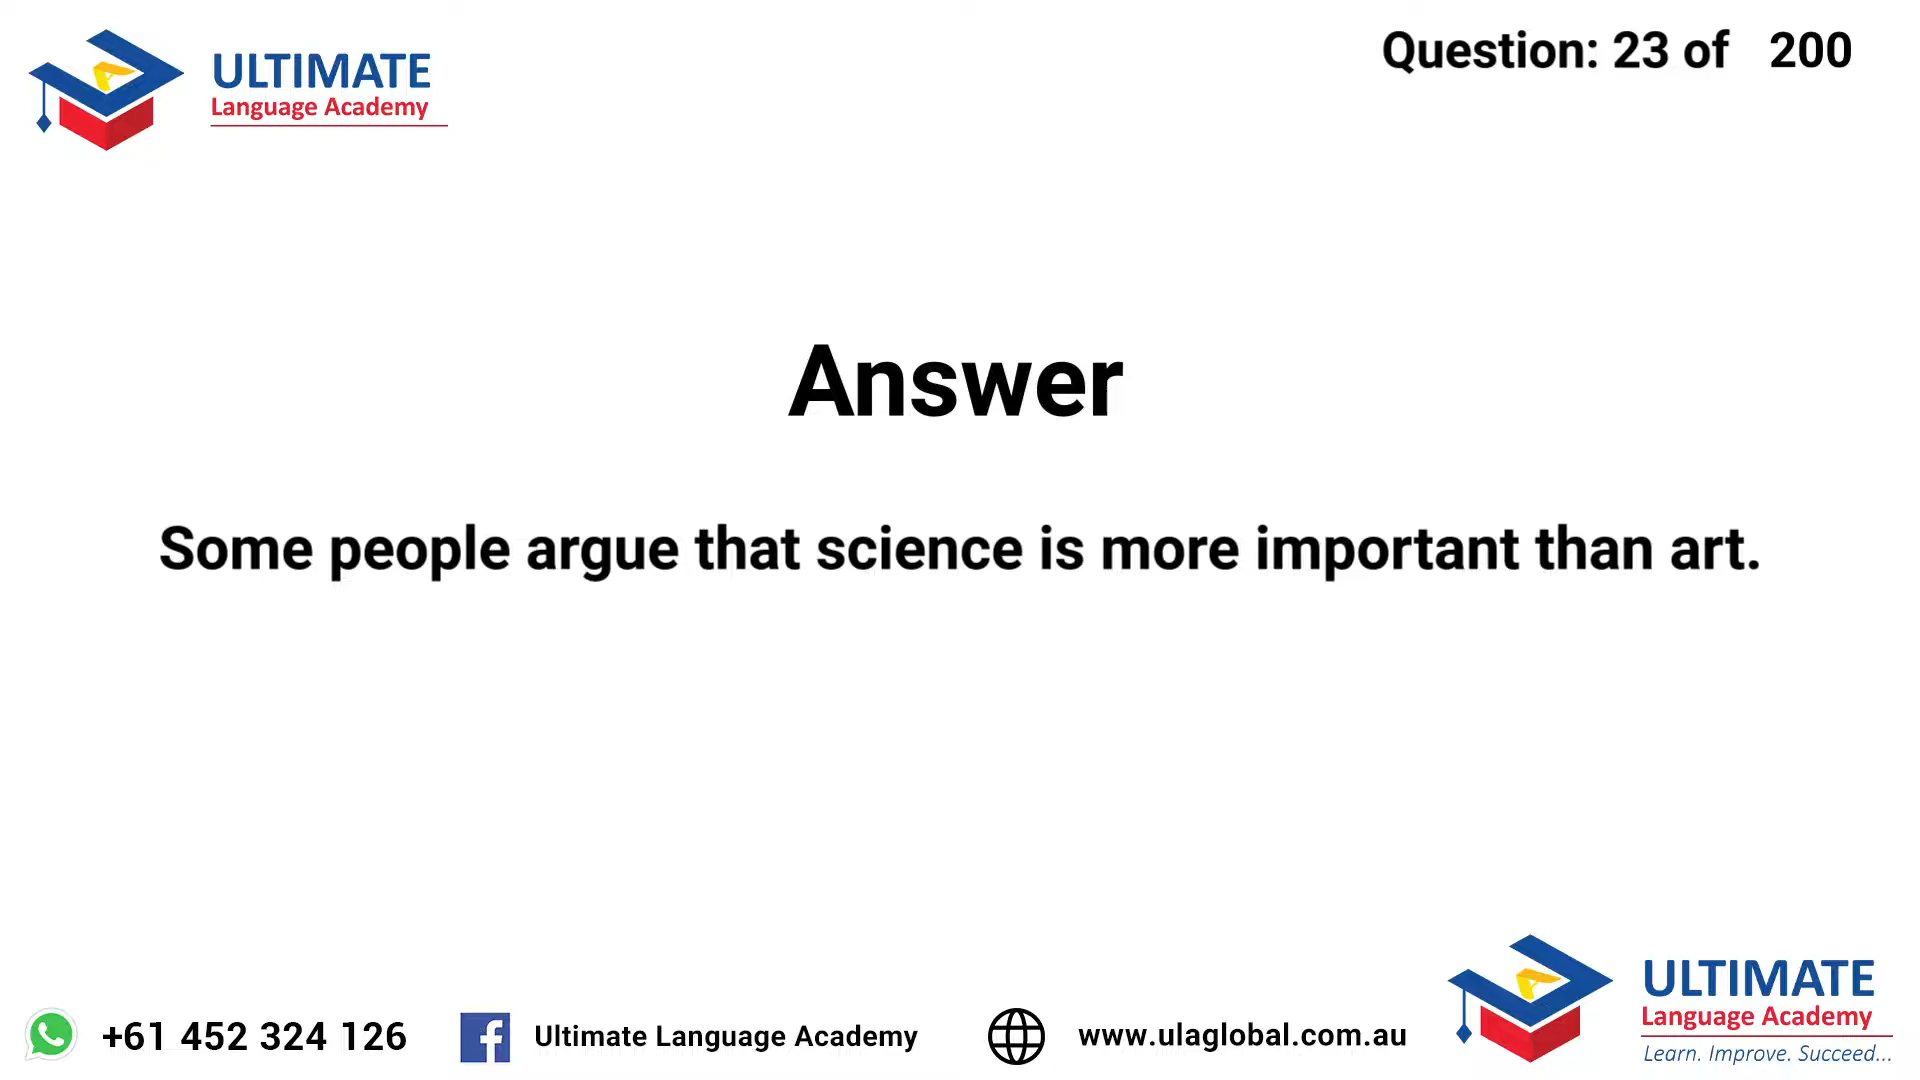 ULTIMATE
Language Academy
Question: 23 of 200
Answer
Some people argue that science is more important than art.
+61 452 324 126
Ultimate Language Academy
www.ulaglobal.com.au
ULTIMATE
Language Academy
Learn. Improve. Succeed...